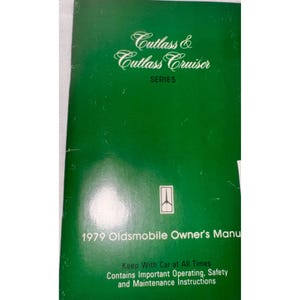 Cutlass &
Cutlass Cruiser
SERIES
1979 Oldsmobile Owner's Manu
Keep With Car at All Times
Contains Important Operating, Safety
and Maintenance Instructions